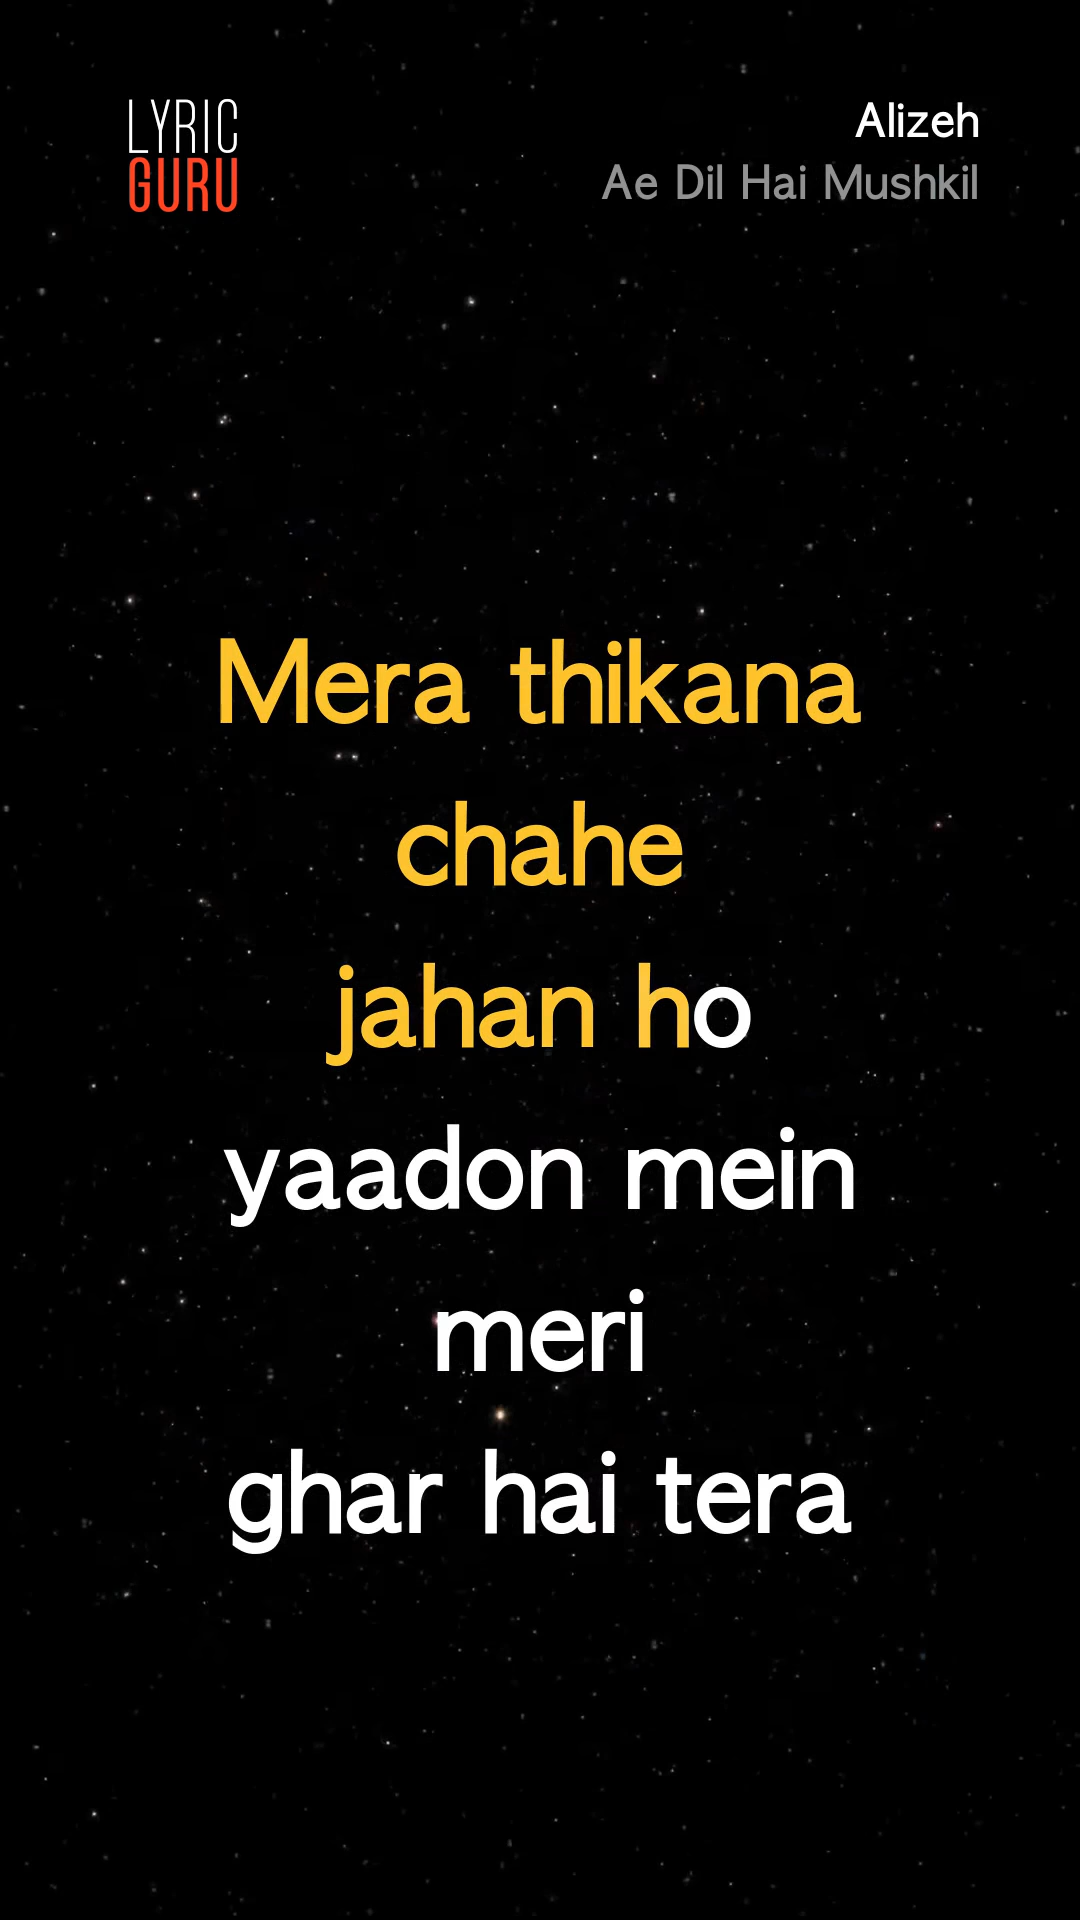 LYRIC
GURU
Alizeh
Ae Dil Hai Mushkil
Mera thikana
chahe
jahan ho
yaadon mein
meri
ghar hai tera